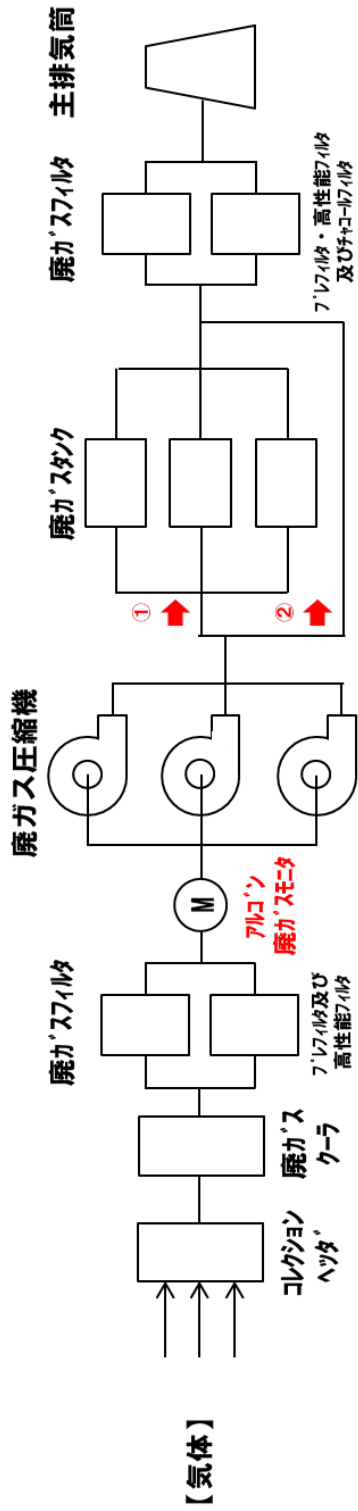 【気体】
コレクション
ヘッダ
廃ガス
クーラ
廃ガスフィルタ
プレフィルタ及び
高性能フィルタ
M
アルゴン
廃ガスモニタ
廃ガス圧縮機
①
②
廃ガスタンク
廃ガスフィルタ
プレフィルタ・高性能フィルタ
及びチャコールフィルタ
主排気筒